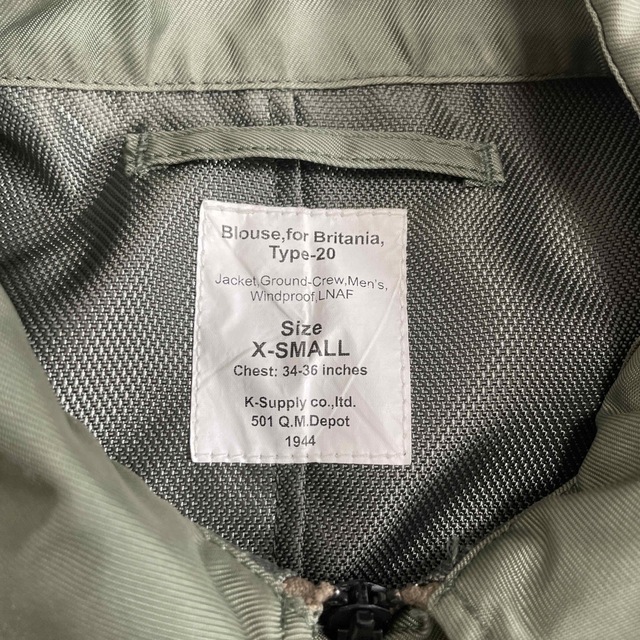 Blouse,for Britania,
Type-20
Jacket,Ground-Crew,Men's,
Windproof,LNAF
Size
X-SMALL
Chest: 34-36 inches
K-Supply co.,ltd.
501 Q.M.Depot
1944